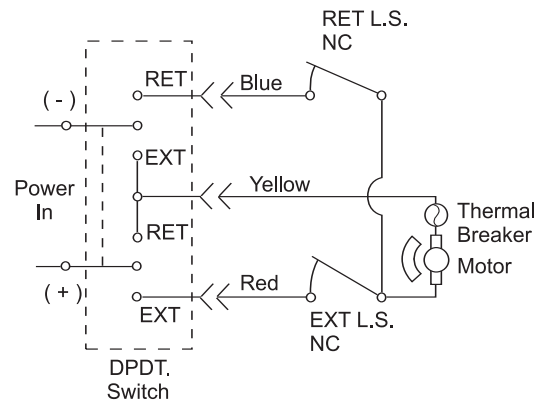 RET L.S.
NC
RET
Blue
( - )
EXT
Yellow
Power
In
Thermal
Breaker
RET
Motor
Red
( + )
EXT
EXT L.S.
NC
DPDT.
Switch